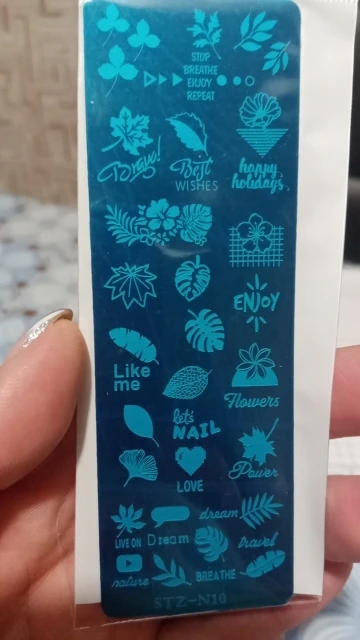 STOP
BREATHE
ENJOY
REPEAT
Bravo!
Best
WISHES
happy
holidays
ENJOY
Like
me
Flowers
let's
NAIL
Power
LOVE
dream
LIVE ON
Dream
travel
nature
BREATHE
STZ-N10